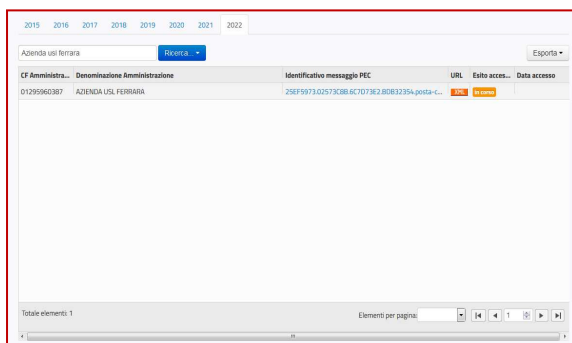 2015 2016 2017 2018 2019 2020 2021 2022
Azienda usl ferrara Ricerca... Esporta
CF Amministra... Denominazione Amministrazione Identificativo messaggio PEC URL Esito acces... Data accesso
01295960387 AZIENDA USL FERRARA 25EF5973.02573C8B.6C7D73E2.BDB32354.posta-c... XML In corso
Totale elementi: 1 Elementi per pagina: 1